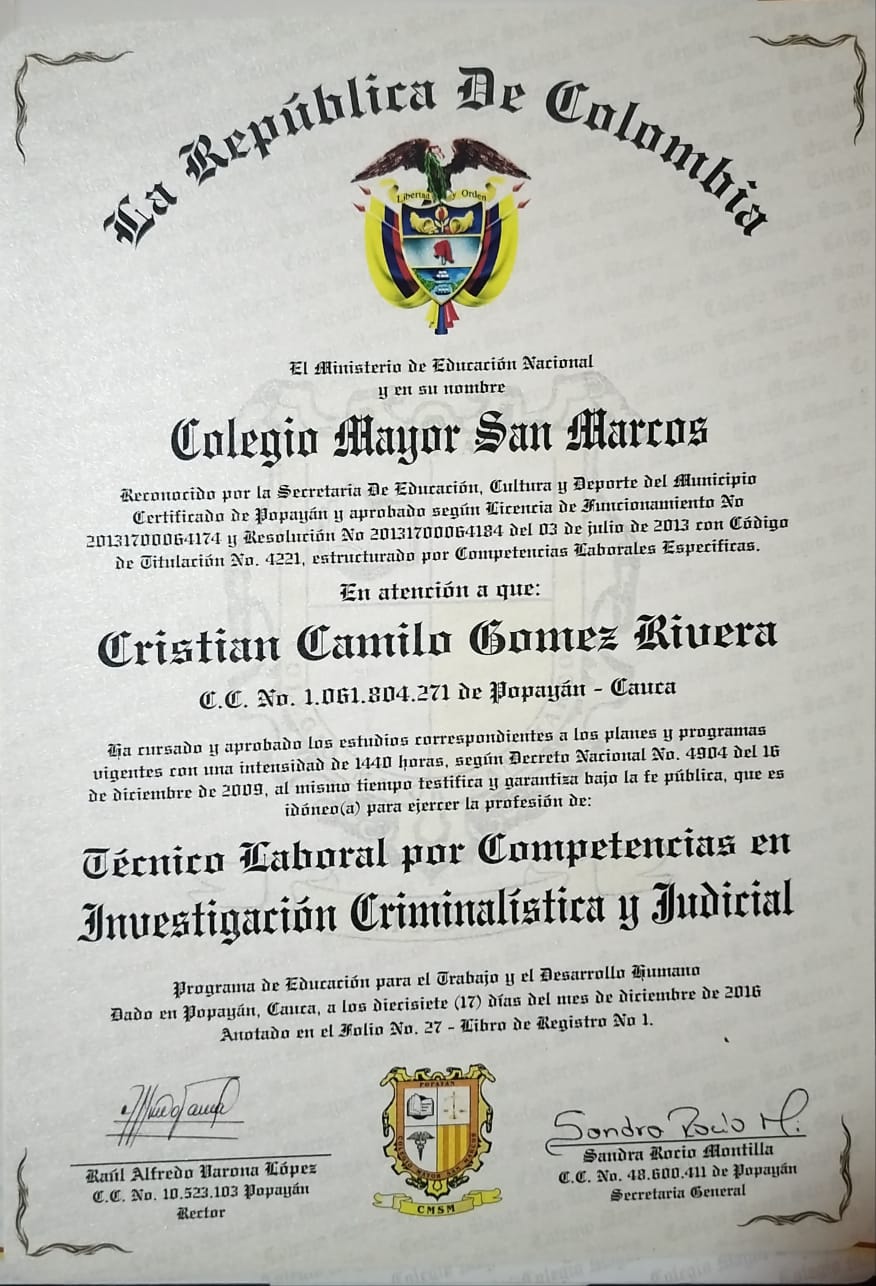 La República De Colombia
Libertad y Orden
El Ministerio de Educación Nacional
y en su nombre
Colegio Mayor San Marcos
Reconocido por la Secretaria De Educación, Cultura y Deporte del Municipio
Certificado de Popayán y aprobado según Licencia de Funcionamiento No
20131700064174 y Resolución No 20131700064184 del 03 de julio de 2013 con Código
de Titulación No. 4221, estructurado por Competencias Laborales Especificas.
En atención a que:
Cristian Camilo Gomez Rivera
C.C. No. 1.061.804.271 de Popayán - Cauca
Ha cursado y aprobado los estudios correspondientes a los planes y programas
vigentes con una intensidad de 1440 horas, según Decreto Nacional No. 4904 del 16
de diciembre de 2009, al mismo tiempo testifica y garantiza bajo la fe pública, que es
idóneo(a) para ejercer la profesión de:
Técnico Laboral por Competencias en
Investigación Criminalística y Judicial
Programa de Educación para el Trabajo y el Desarrollo Humano
Dado en Popayán, Cauca, a los diecisiete (17) días del mes de diciembre de 2016
Anotado en el Folio No. 27 - Libro de Registro No 1.
Raúl Alfredo Varona López
C.C. No. 10.523.103 Popayán
Rector
POPAYAN
COLEGIO MAYOR SAN MARCOS
CMSM
Sandra Rocio M.
Sandra Rocio Montilla
C.C. No. 48.600.411 de Popayán
Secretaria General